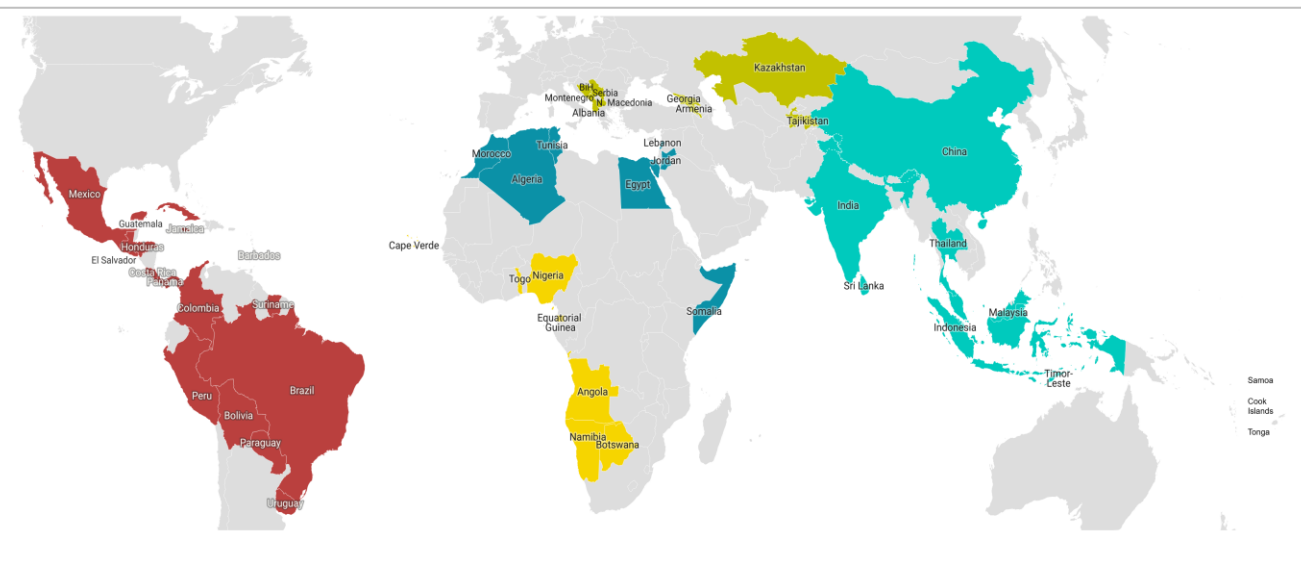 Kazakhstan
BiH
Serbia
Montenegro
N. Macedonia
Albania
Georgia
Armenia
Tajikistan
Lebanon
Jordan
Morocco
Tunisia
Algeria
Egypt
China
India
Thailand
Sri Lanka
Malaysia
Indonesia
Timor-
Leste
Samoa
Cook
Islands
Tonga
Mexico
Guatemala
Jamaica
Honduras
El Salvador
Barbados
Costa Rica
Panama
Colombia
Suriname
Peru
Brazil
Bolivia
Paraguay
Uruguay
Cape Verde
Togo
Nigeria
Equatorial
Guinea
Somalia
Angola
Namibia
Botswana